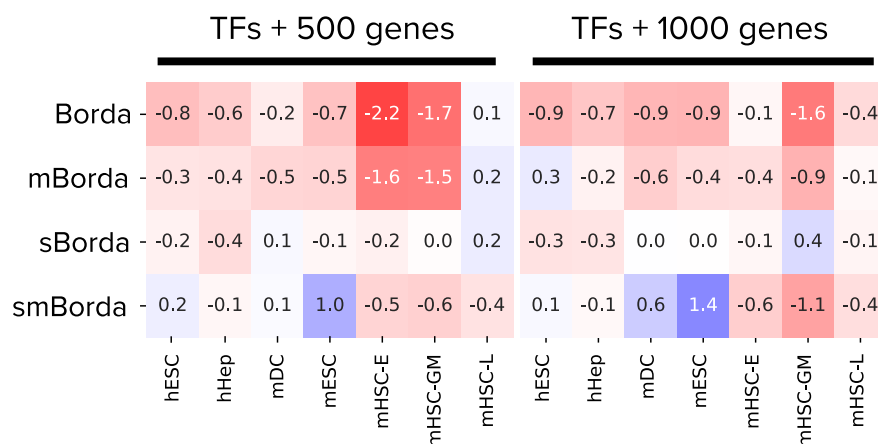 TFs + 500 genes TFs + 1000 genes
Borda -0.8 -0.6 -0.2 -0.7 -2.2 -1.7 0.1 -0.9 -0.7 -0.9 -0.9 -0.1 -1.6 -0.4
mBorda -0.3 -0.4 -0.5 -0.5 -1.6 -1.5 0.2 0.3 -0.2 -0.6 -0.4 -0.4 -0.9 -0.1
sBorda -0.2 -0.4 0.1 -0.1 -0.2 0.0 0.2 -0.3 -0.3 0.0 0.0 -0.1 0.4 -0.1
smBorda 0.2 -0.1 0.1 1.0 -0.5 -0.6 -0.4 0.1 -0.1 0.6 1.4 -0.6 -1.1 -0.4
hESC hHep mDC mESC mHSC-E mHSC-GM mHSC-L hESC hHep mDC mESC mHSC-E mHSC-GM mHSC-L